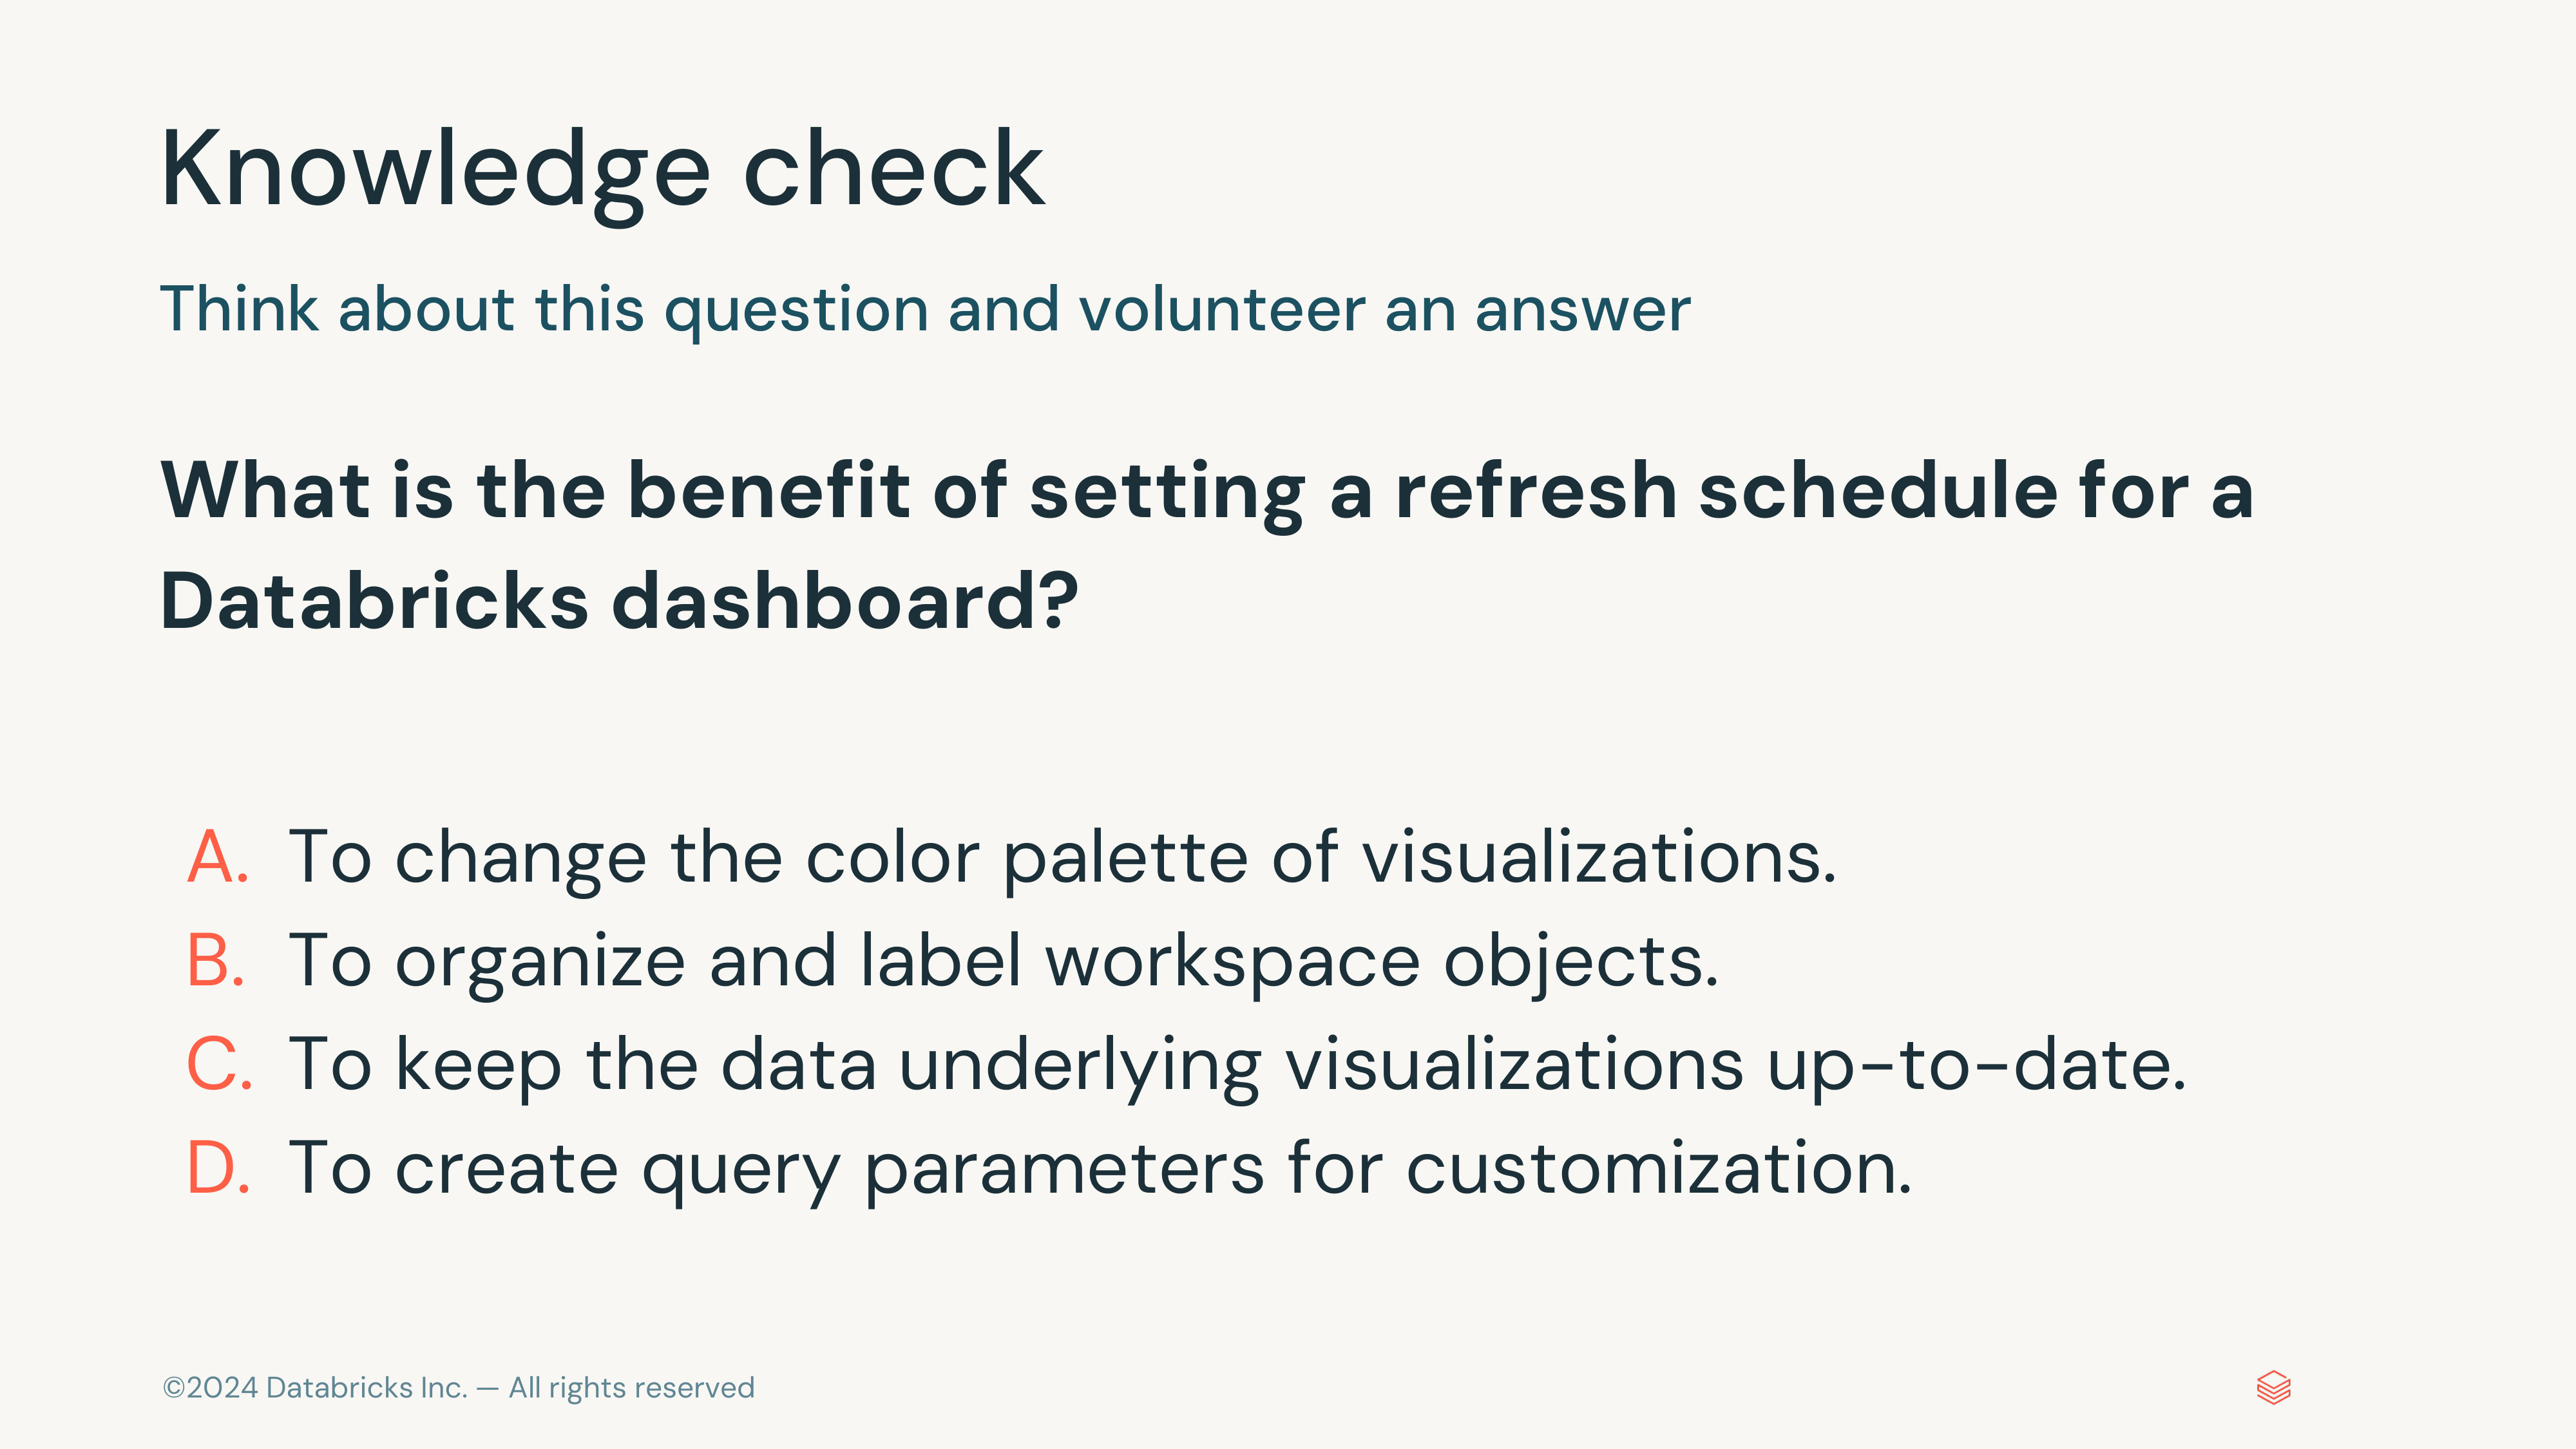 Knowledge check
Think about this question and volunteer an answer
What is the benefit of setting a refresh schedule for a
Databricks dashboard?
A. To change the color palette of visualizations.
B. To organize and label workspace objects.
C. To keep the data underlying visualizations up-to-date.
D. To create query parameters for customization.
©2024 Databricks Inc. — All rights reserved